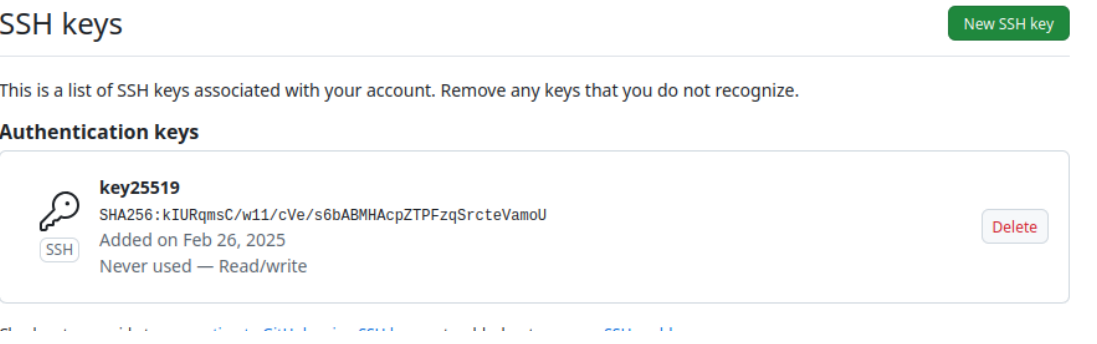 SSH keys
New SSH key
This is a list of SSH keys associated with your account. Remove any keys that you do not recognize.
Authentication keys
key25519
SHA256:kIURqmsC/w11/cVe/s6bABMHAcpZTPFzqSrcteVamoU
Added on Feb 26, 2025
Never used — Read/write
SSH
Delete